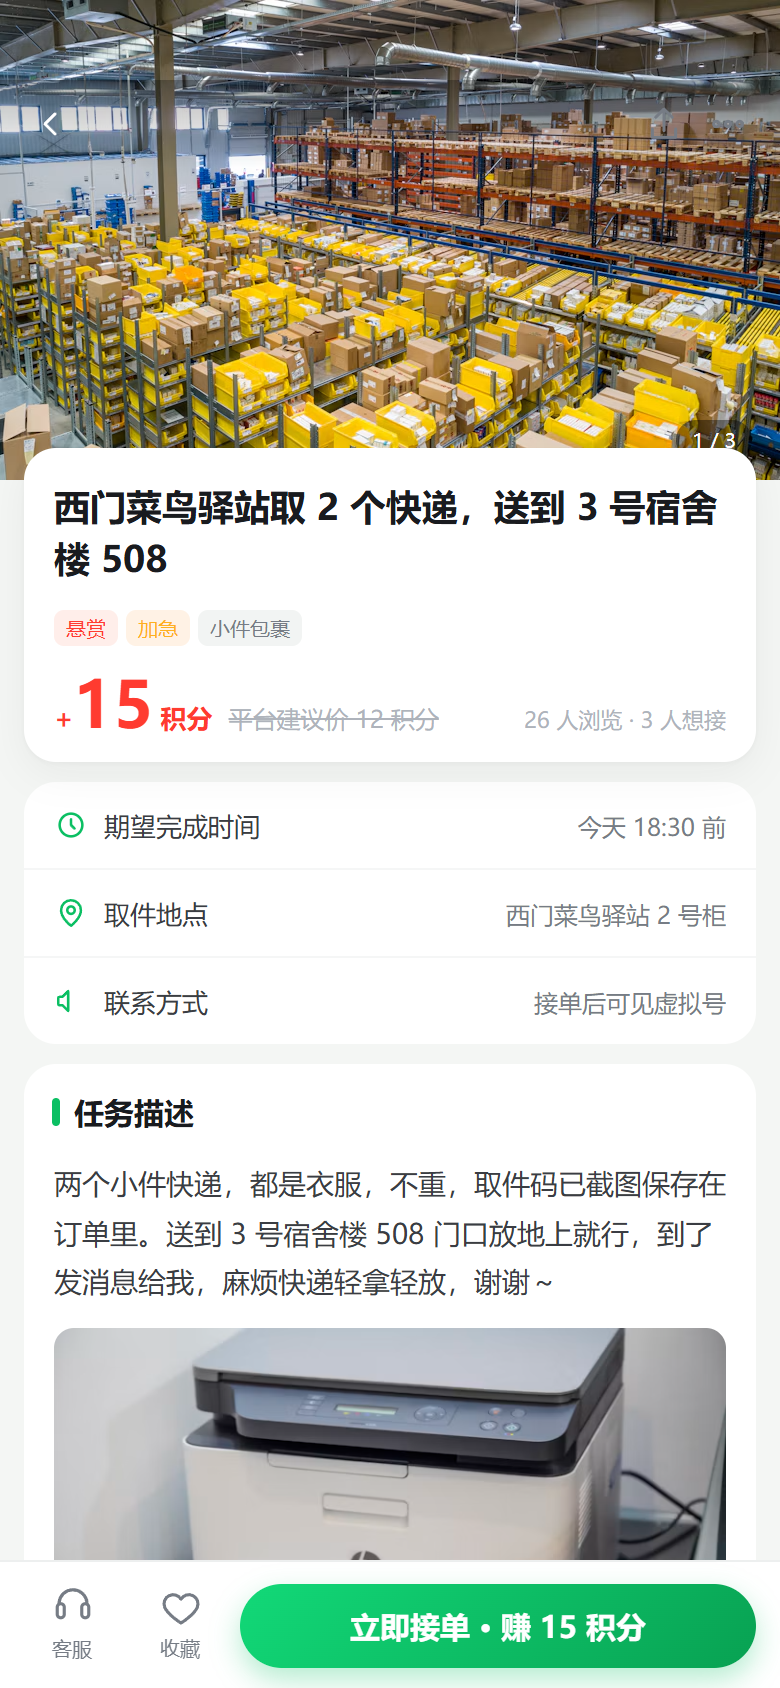 1 / 3
西门菜鸟驿站取 2 个快递，送到 3 号宿舍
楼 508
悬赏 加急 小件包裹
+15 积分 平台建议价 12 积分 26 人浏览 · 3 人想接
期望完成时间 今天 18:30 前
取件地点 西门菜鸟驿站 2 号柜
联系方式 接单后可见虚拟号
任务描述
两个小件快递，都是衣服，不重，取件码已截图保存在
订单里。送到 3 号宿舍楼 508 门口放地上就行，到了
发消息给我，麻烦快递轻拿轻放，谢谢～
客服 收藏 立即接单 • 赚 15 积分